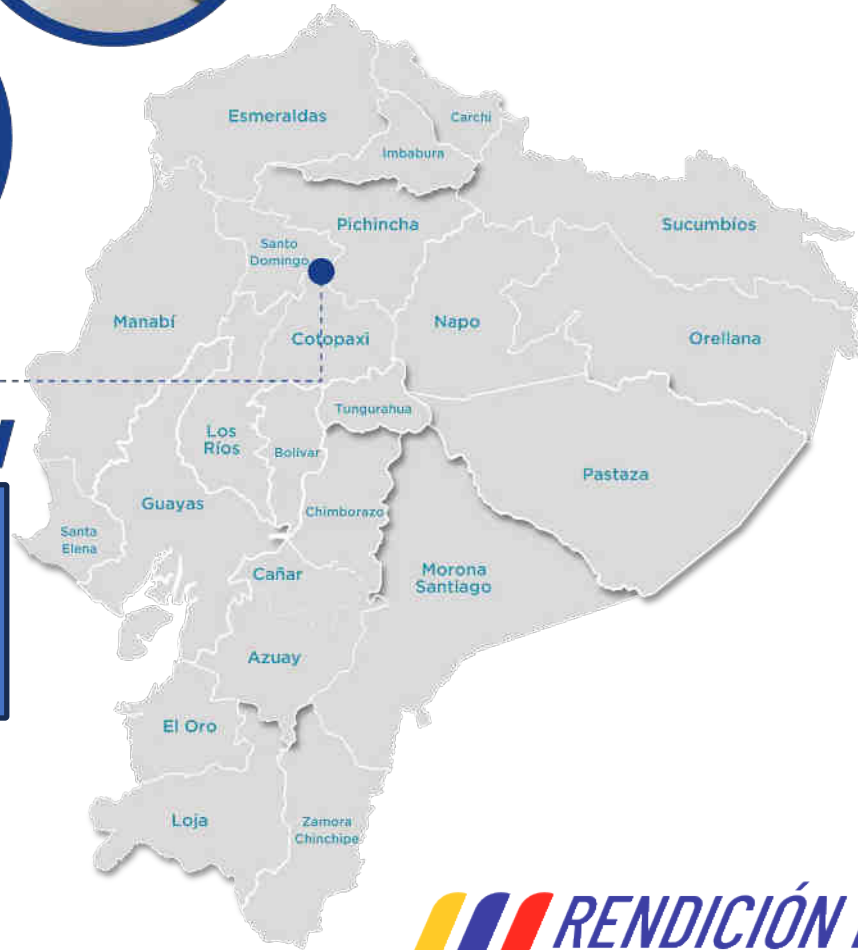 Esmeraldas
Carchi
Imbabura
Pichincha
Sucumbíos
Santo
Domingo
Manabí
Cotopaxi
Napo
Orellana
Tungurahua
Los
Ríos
Bolivar
Pastaza
Guayas
Chimborazo
Santa
Elena
Cañar
Morona
Santiago
Azuay
El Oro
Loja
Zamora
Chinchipe
RENDICIÓN